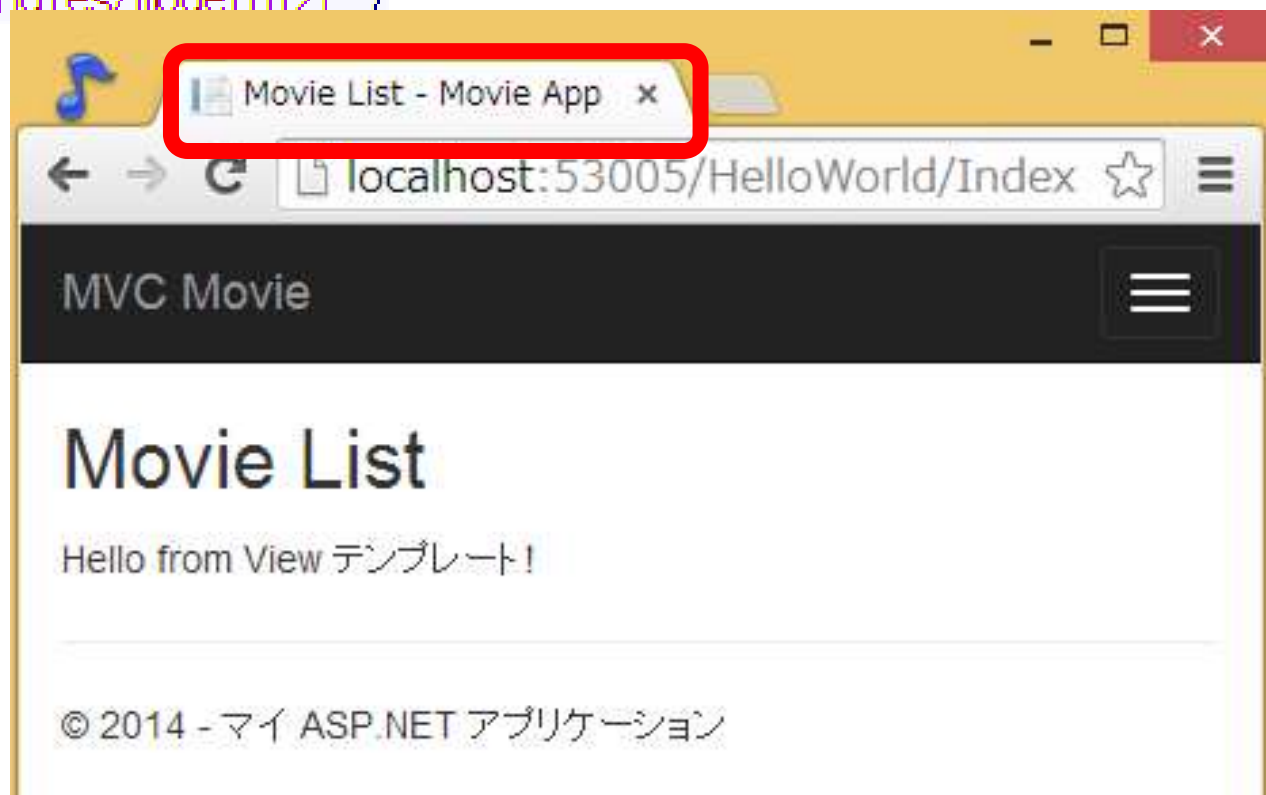 Movie List - Movie App
localhost:53005/HelloWorld/Index
MVC Movie
Movie List
Hello from View テンプレート!
© 2014 - マイ ASP.NET アプリケーション